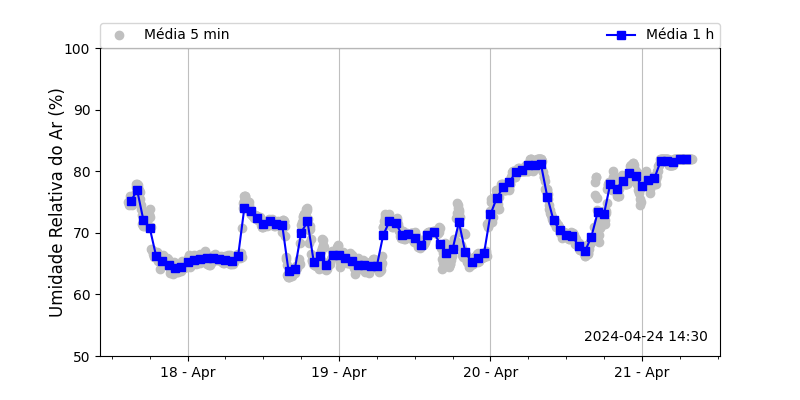 Média 5 min
Média 1 h
Umidade Relativa do Ar (%)
100
90
80
70
60
50
2024-04-24 14:30
18 - Apr
19 - Apr
20 - Apr
21 - Apr